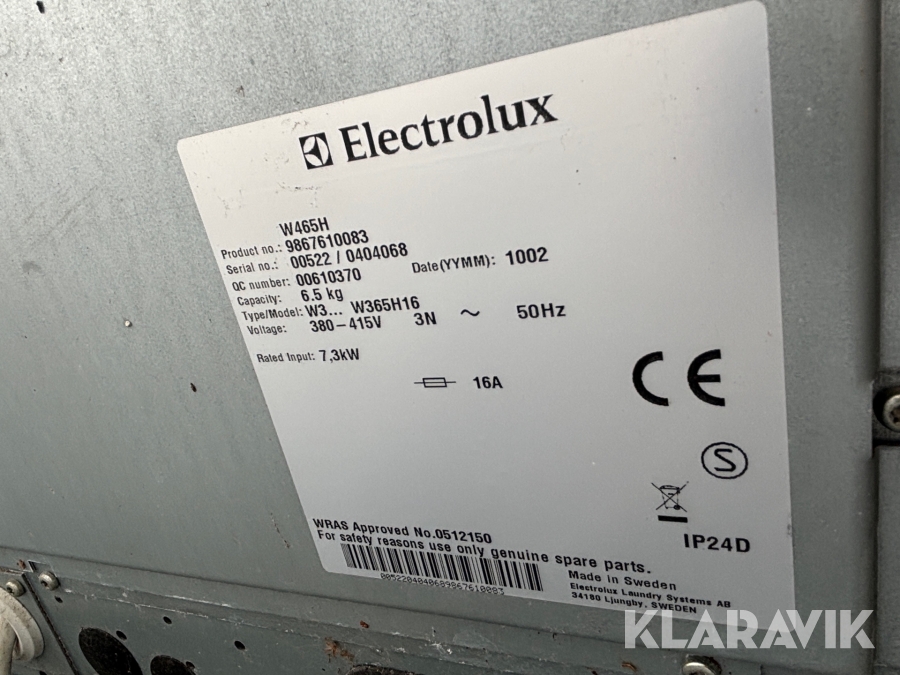 Electrolux
W465H
Product no.: 9867610083
Serial no.: 00522 / 0404068
QC number: 00610370 Date(YYMM): 1002
Capacity: 6.5 kg
Type/Model: W3... W365H16
Voltage: 380-415V 3N ~ 50Hz
Rated Input: 7,3kW
16A
CE
S
IP24D
WRAS Approved No.0512150
For safety reasons use only genuine spare parts.
0052204040689867610083
Made in Sweden
Electrolux Laundry Systems AB
34180 Ljungby, SWEDEN
KLARAVIK